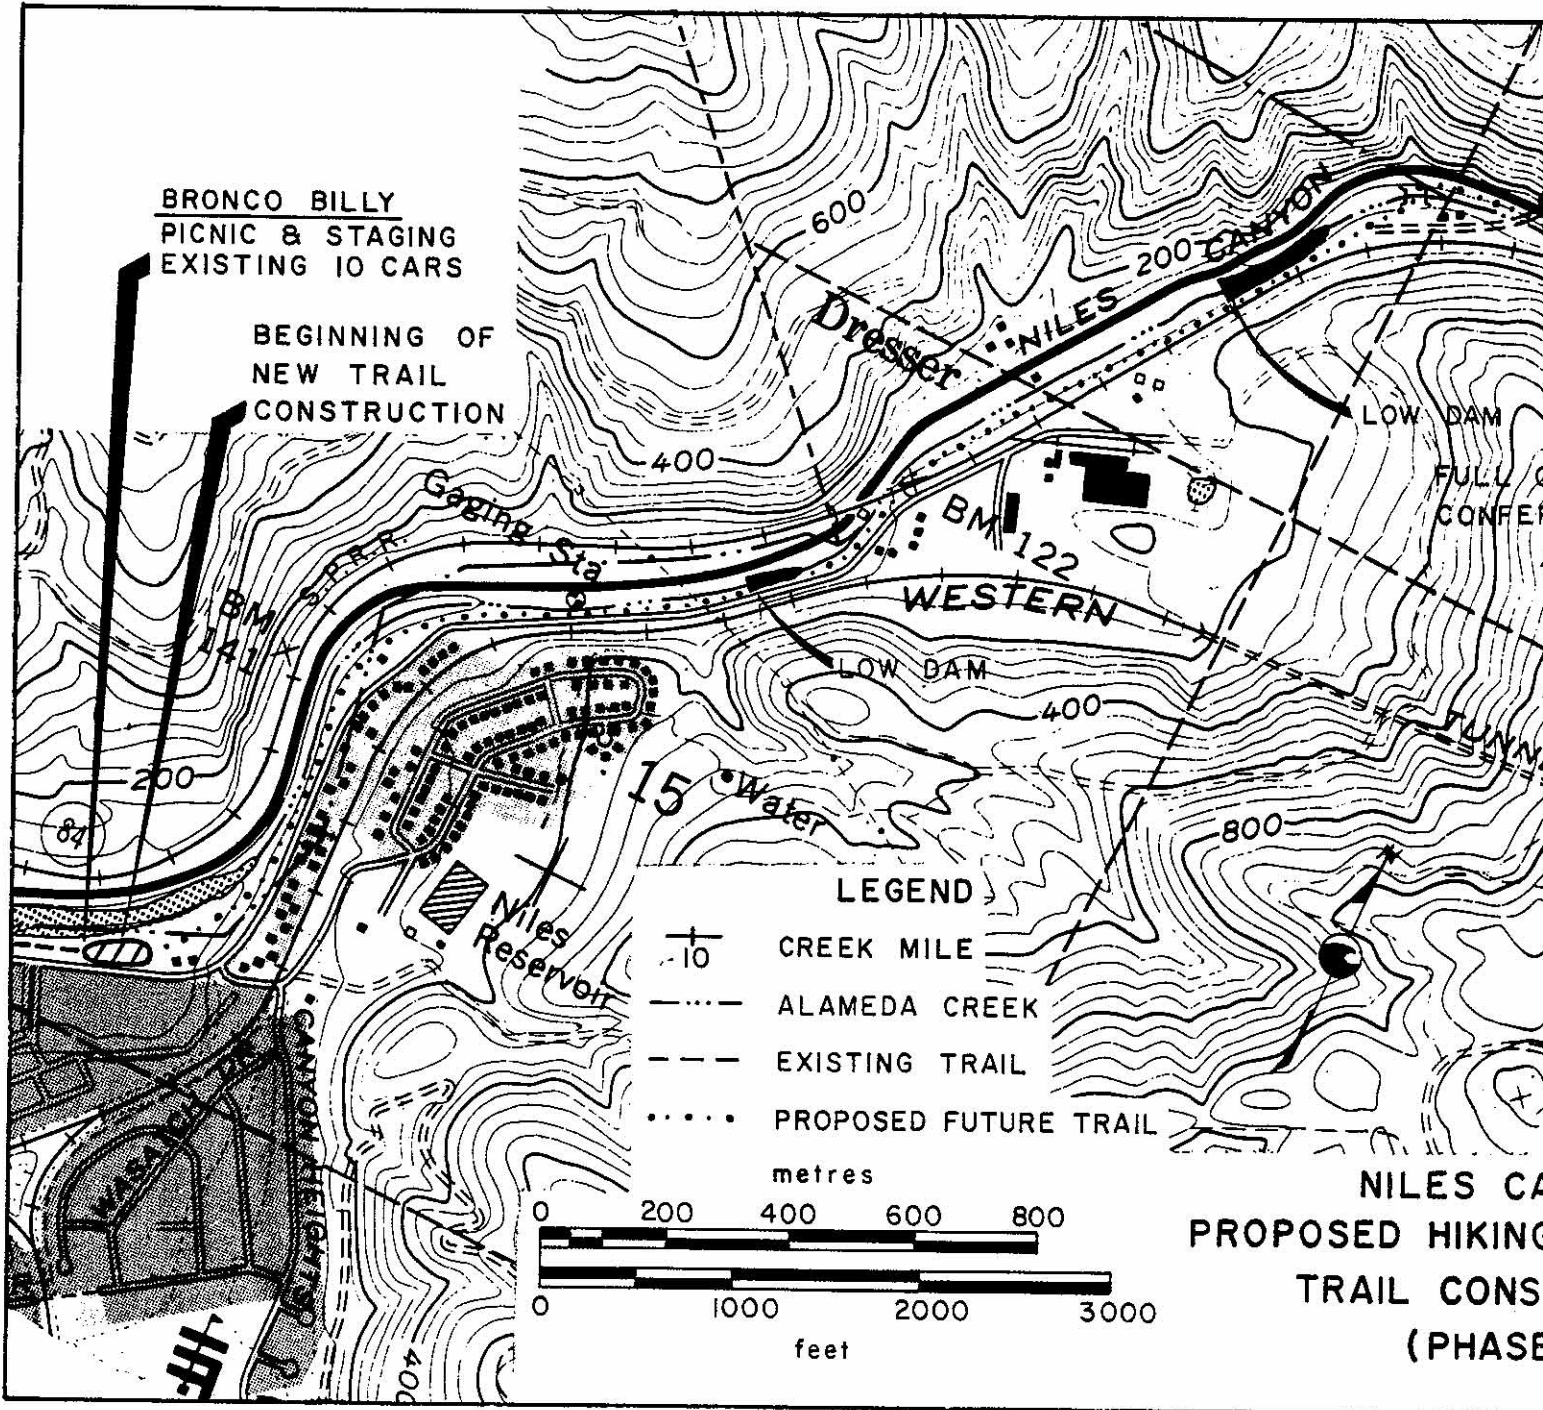 BRONCO BILLY
PICNIC & STAGING
EXISTING 10 CARS
BEGINNING OF
NEW TRAIL
CONSTRUCTION
600
200
NILES CANYON
Dresser
400
LOW DAM
FULL
CONFER
Gaging Sta
S.P.R.R.
BM
141
BM 122
WESTERN
LOW DAM
400
15
Water
200
84
800
Niles
Reservoir
CANYON HEIGHTS
WASATCH DR
400
LEGEND
10
CREEK MILE
ALAMEDA CREEK
EXISTING TRAIL
PROPOSED FUTURE TRAIL
metres
0 200 400 600 800
0 1000 2000 3000
feet
NILES CA
PROPOSED HIKING
TRAIL CONS
(PHASE